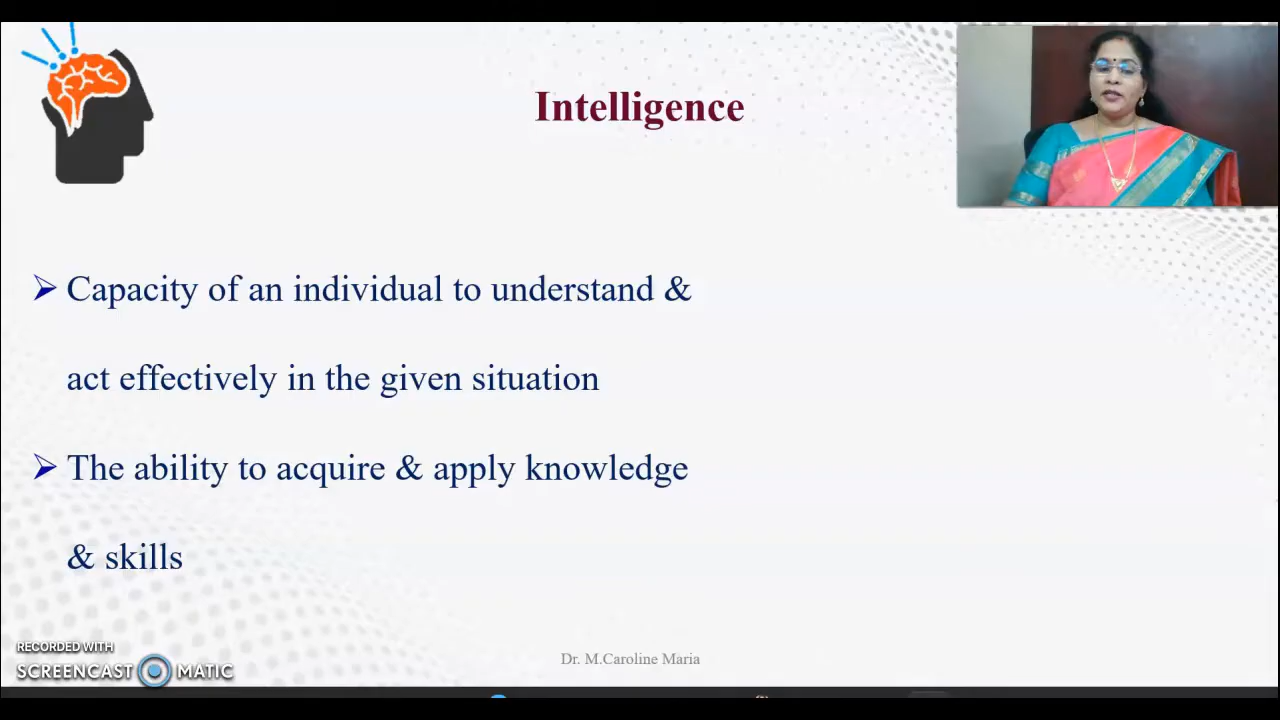 Intelligence
➢ Capacity of an individual to understand &
act effectively in the given situation
➢ The ability to acquire & apply knowledge
& skills
RECORDED WITH
SCREENCAST MATIC
Dr. M.Caroline Maria